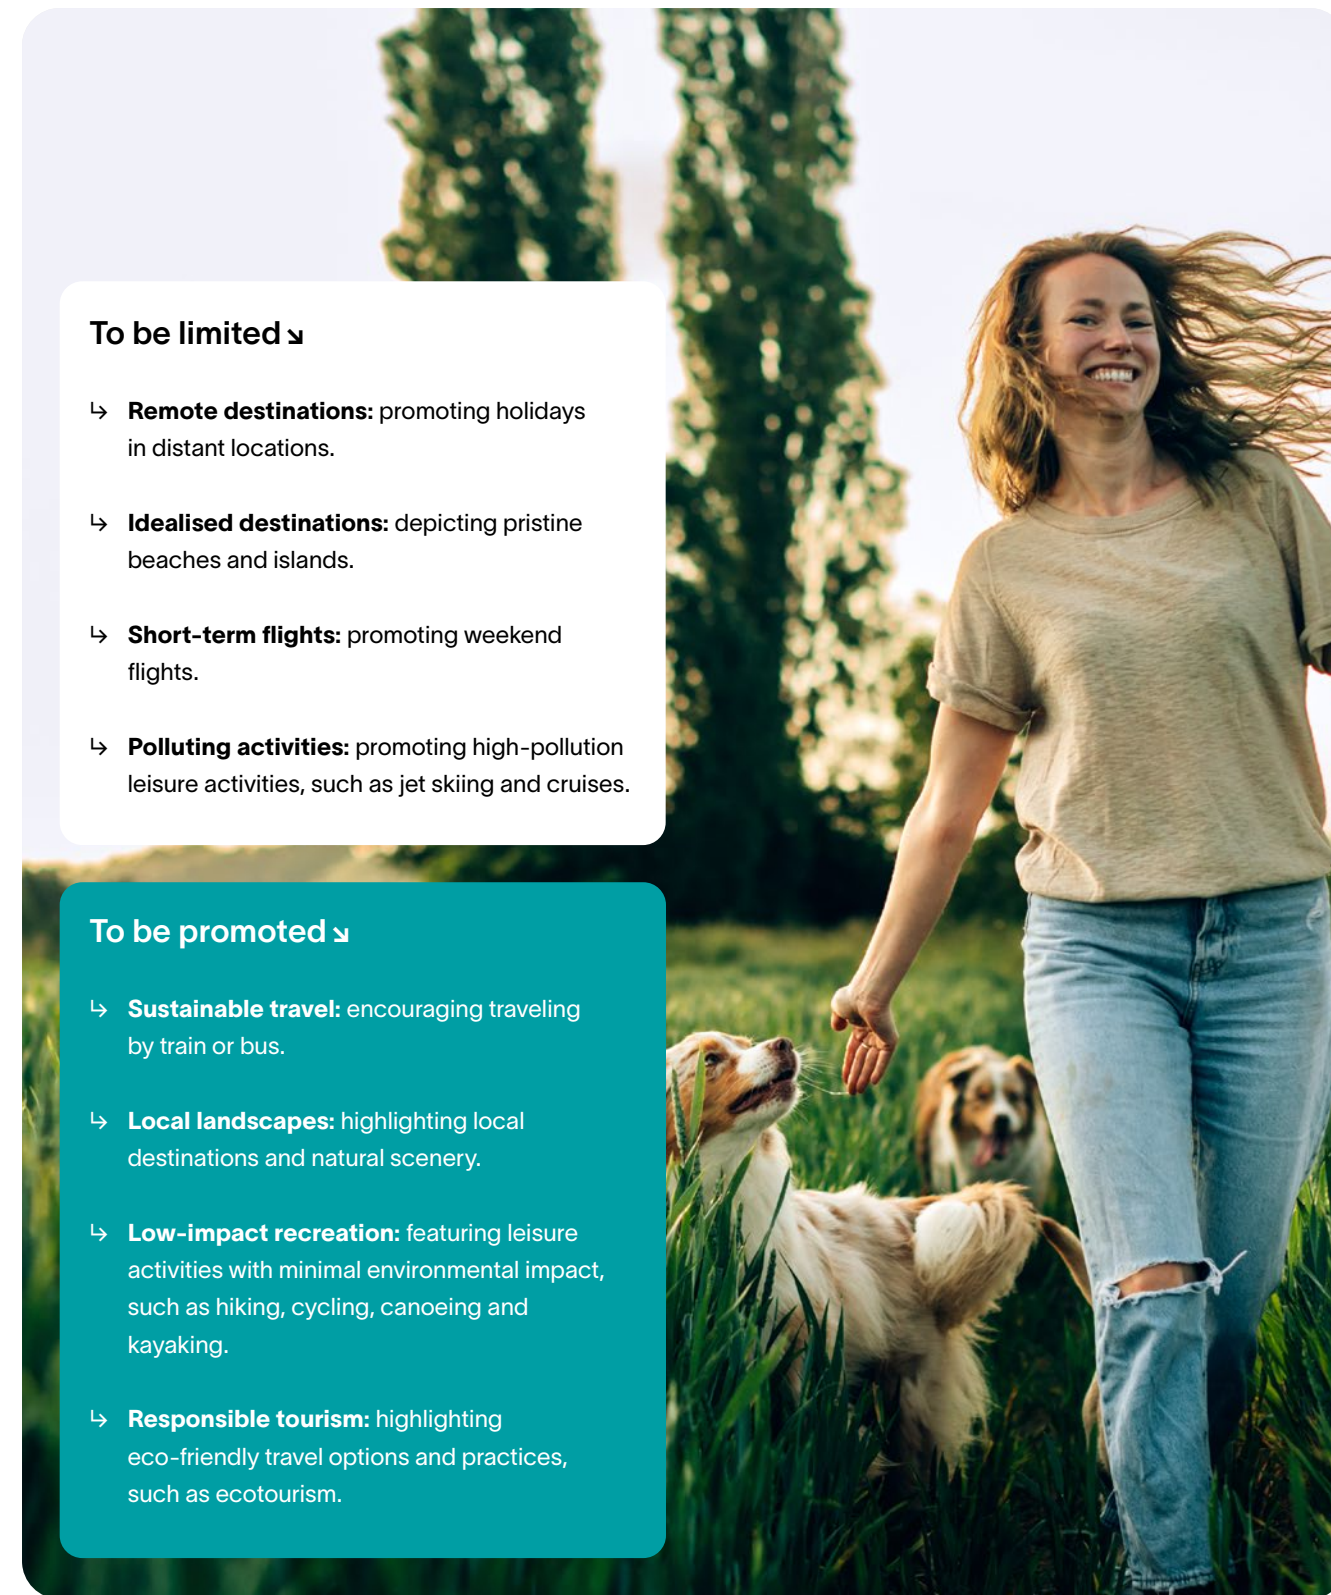 To be limited ↘
↳ Remote destinations: promoting holidays
in distant locations.
↳ Idealised destinations: depicting pristine
beaches and islands.
↳ Short-term flights: promoting weekend
flights.
↳ Polluting activities: promoting high-pollution
leisure activities, such as jet skiing and cruises.
To be promoted ↘
↳ Sustainable travel: encouraging traveling
by train or bus.
↳ Local landscapes: highlighting local
destinations and natural scenery.
↳ Low-impact recreation: featuring leisure
activities with minimal environmental impact,
such as hiking, cycling, canoeing and
kayaking.
↳ Responsible tourism: highlighting
eco-friendly travel options and practices,
such as ecotourism.